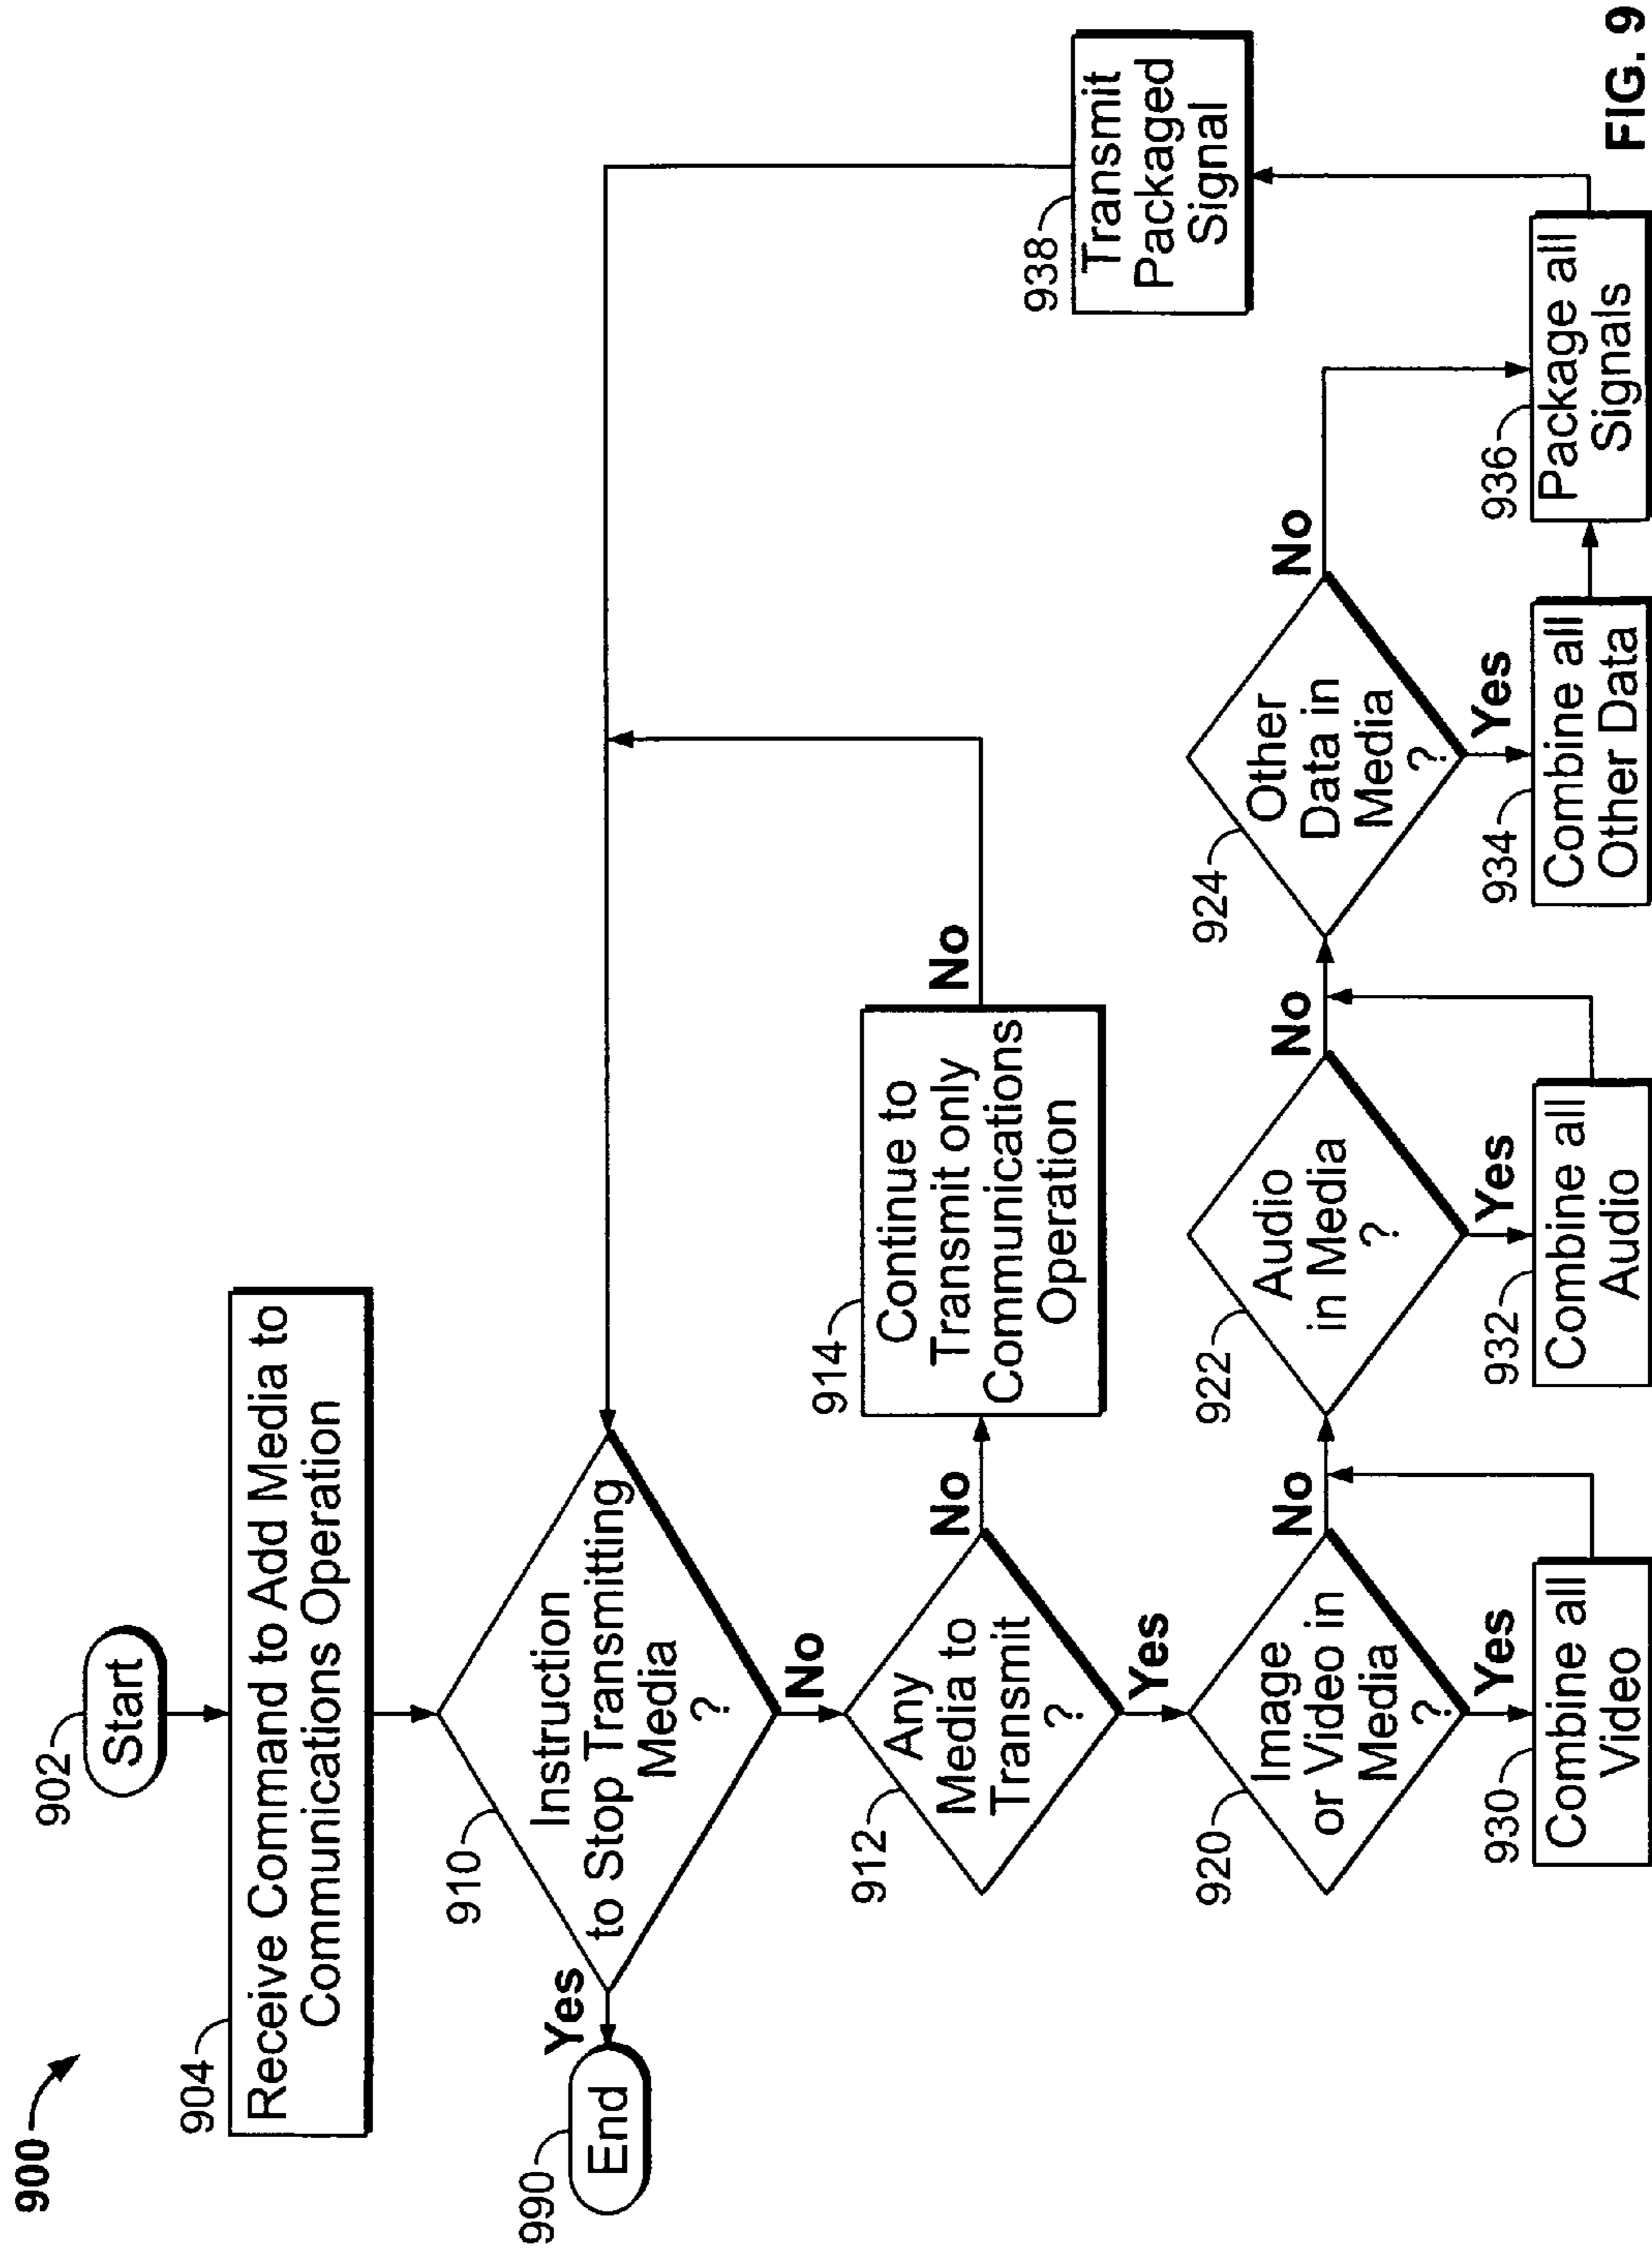 900
902
Start
904
Receive Command to Add Media to
Communications Operation
910
Instruction
to Stop Transmitting
Media
?
Yes
990
End
No
912
Any
Media to
Transmit
?
No
914
Continue to
Transmit only
Communications
Operation
No
Yes
920
Image
or Video in
Media
?
No
Yes
930
Combine all
Video
922
Audio
in Media
?
No
Yes
932
Combine all
Audio
924
Other
Data in
Media
?
No
Yes
934
Combine all
Other Data
936
Package all
Signals
938
Transmit
Packaged
Signal
FIG. 9